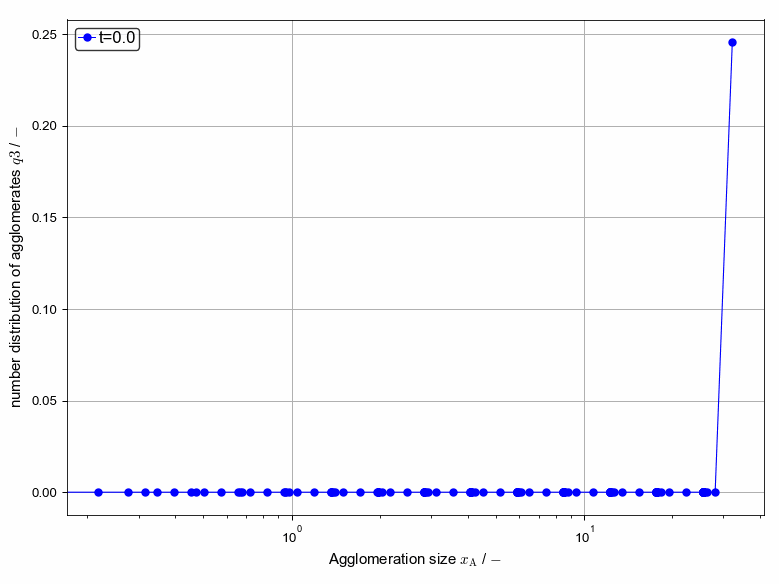 t=0.0
0.25
0.20
0.15
0.10
0.05
0.00
number distribution of agglomerates q3 / −
10⁰
10¹
Agglomeration size x_A / −